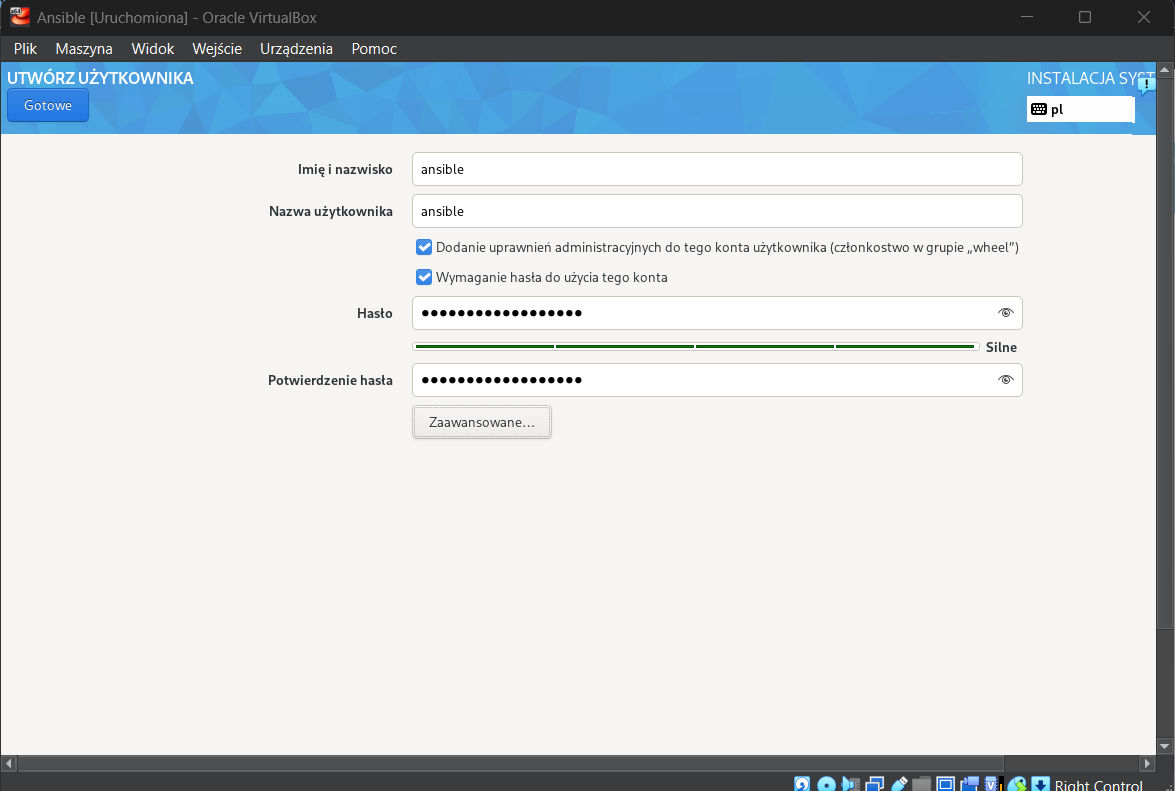 Ansible [Uruchomiona] - Oracle VirtualBox
Plik Maszyna Widok Wejście Urządzenia Pomoc
UTWÓRZ UŻYTKOWNIKA
INSTALACJA SYST
Gotowe
pl
Imię i nazwisko
ansible
Nazwa użytkownika
ansible
Dodanie uprawnień administracyjnych do tego konta użytkownika (członkostwo w grupie „wheel”)
Wymaganie hasła do użycia tego konta
Hasło
••••••••••••••••••
Silne
Potwierdzenie hasła
••••••••••••••••••
Zaawansowane...
Right Control